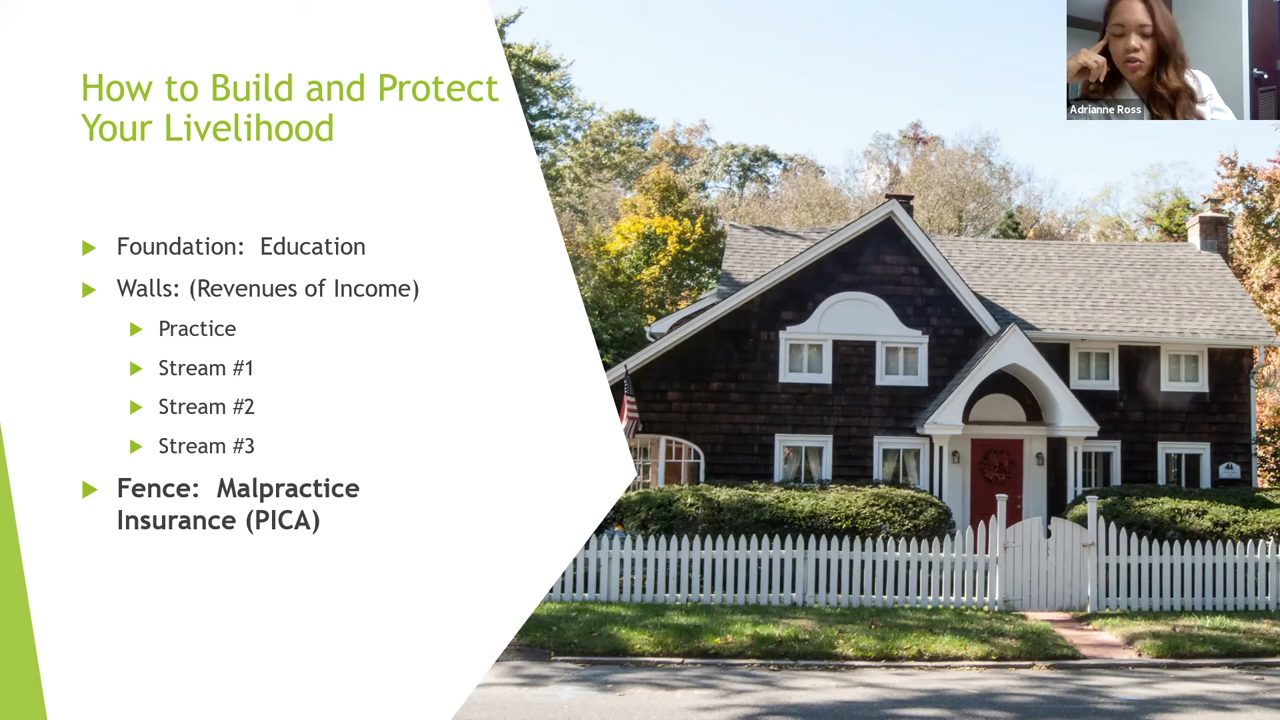 How to Build and Protect
Your Livelihood
Foundation: Education
Walls: (Revenues of Income)
Practice
Stream #1
Stream #2
Stream #3
Fence: Malpractice
Insurance (PICA)
Adrianne Ross